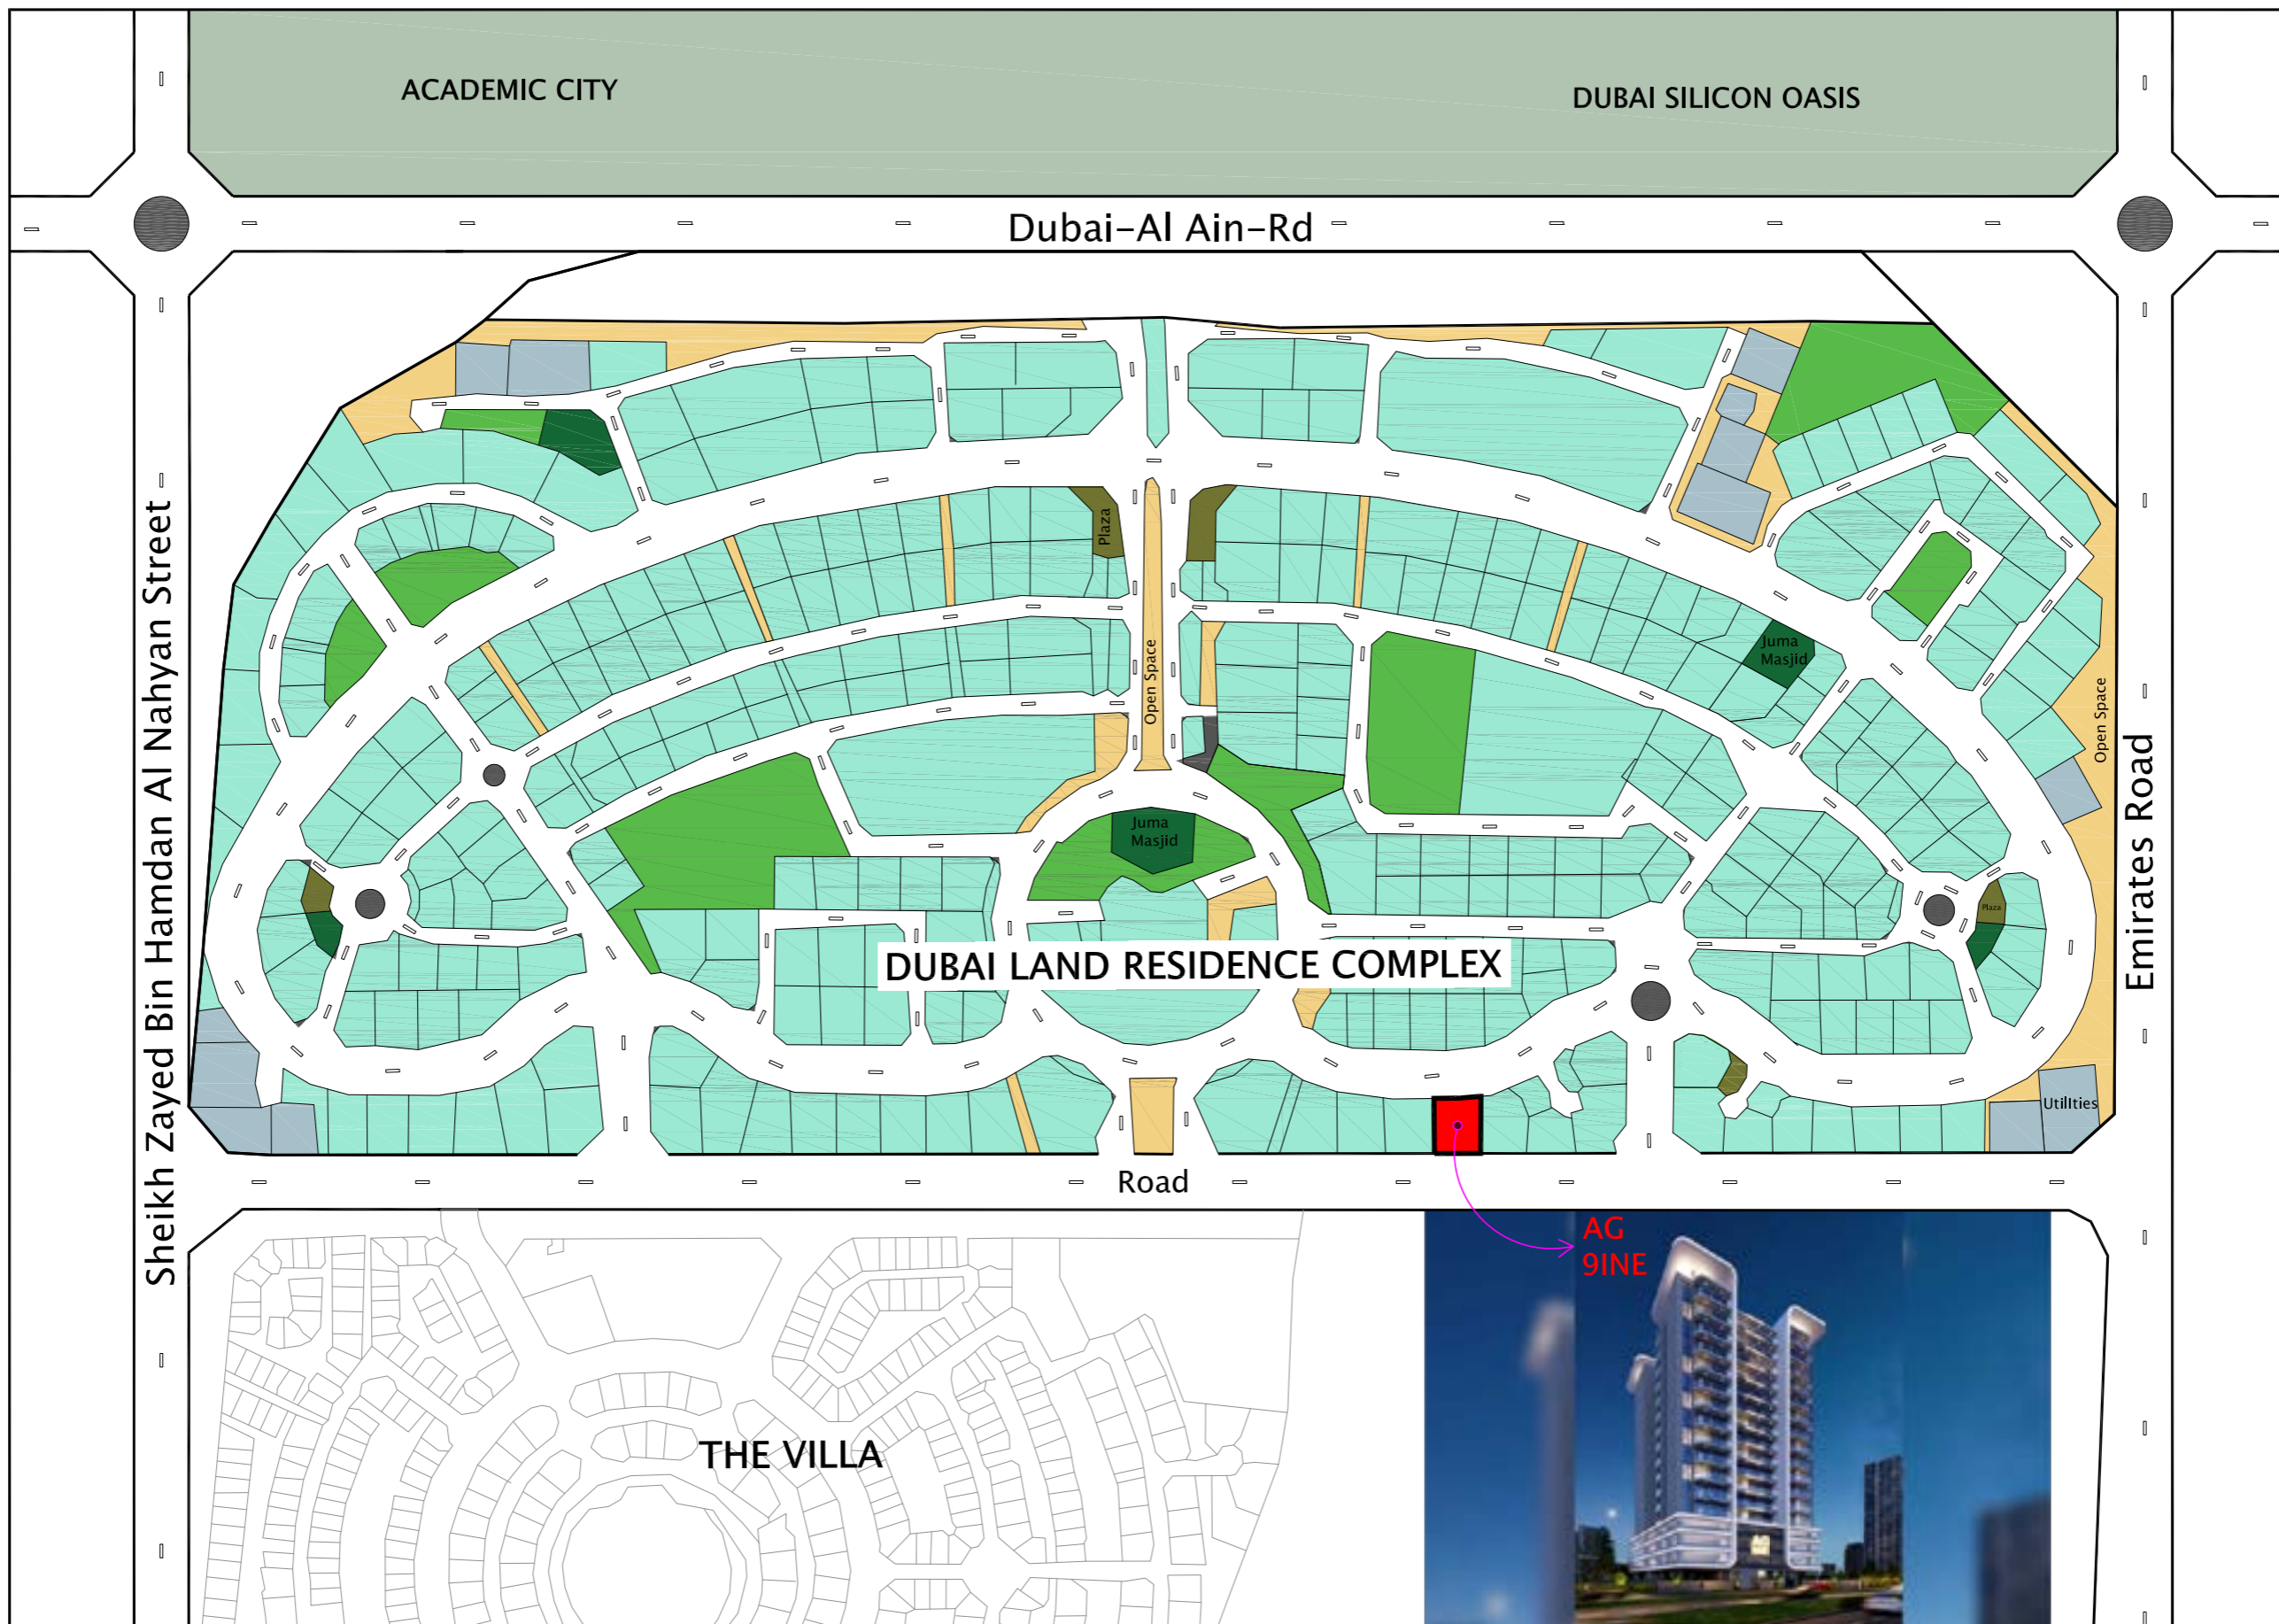 ACADEMIC CITY
DUBAI SILICON OASIS
Dubai-Al Ain-Rd
Sheikh Zayed Bin Hamdan Al Nahyan Street
Plaza
Open Space
Juma
Masjid
Open Space
Emirates Road
Juma
Masjid
Plaza
DUBAI LAND RESIDENCE COMPLEX
Utilities
Road
AG
9INE
THE VILLA